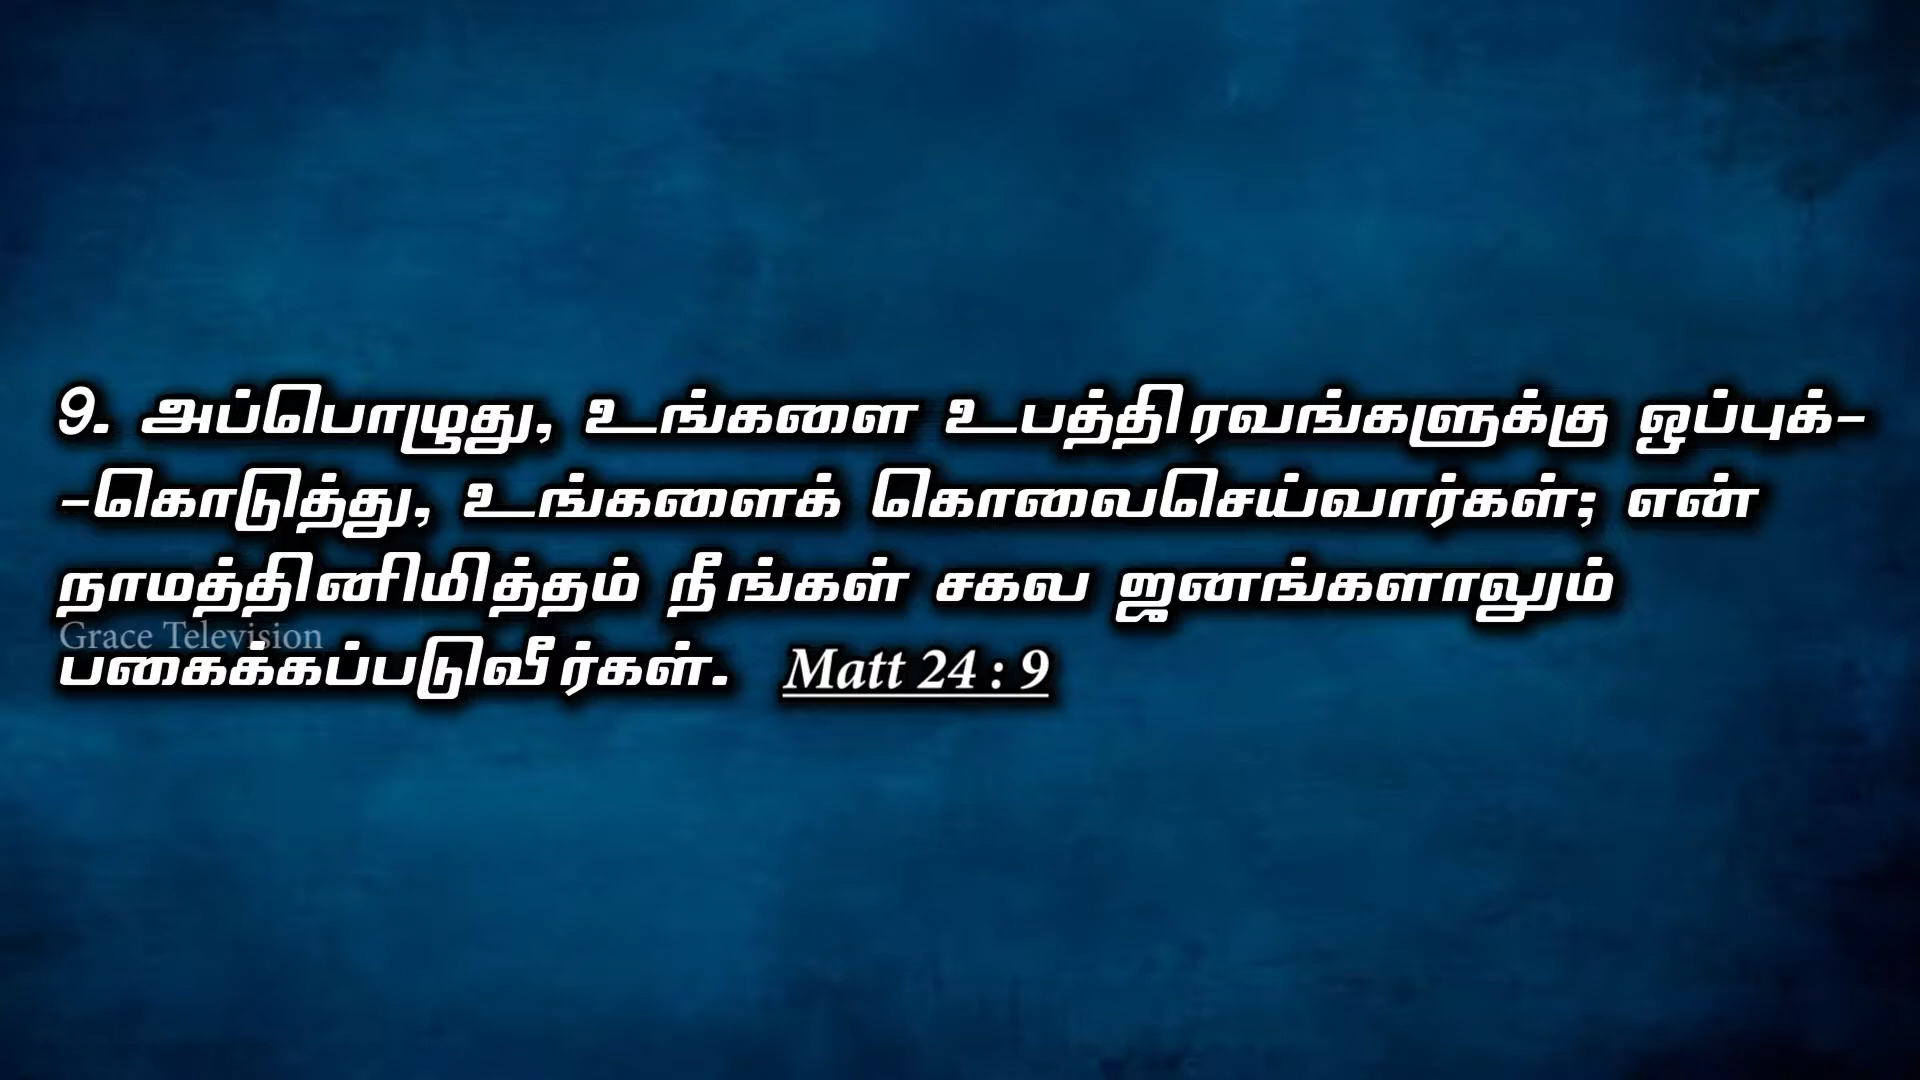 9. அப்பொழுது, உங்களை உபத்திரவங்களுக்கு ஒப்புக்-
-கொடுத்து, உங்களைக் கொலைசெய்வார்கள்; என்
நாமத்தினிமித்தம் நீங்கள் சகல ஜனங்களாலும்
Grace Television
பகைக்கப்படுவீர்கள். Matt 24 : 9